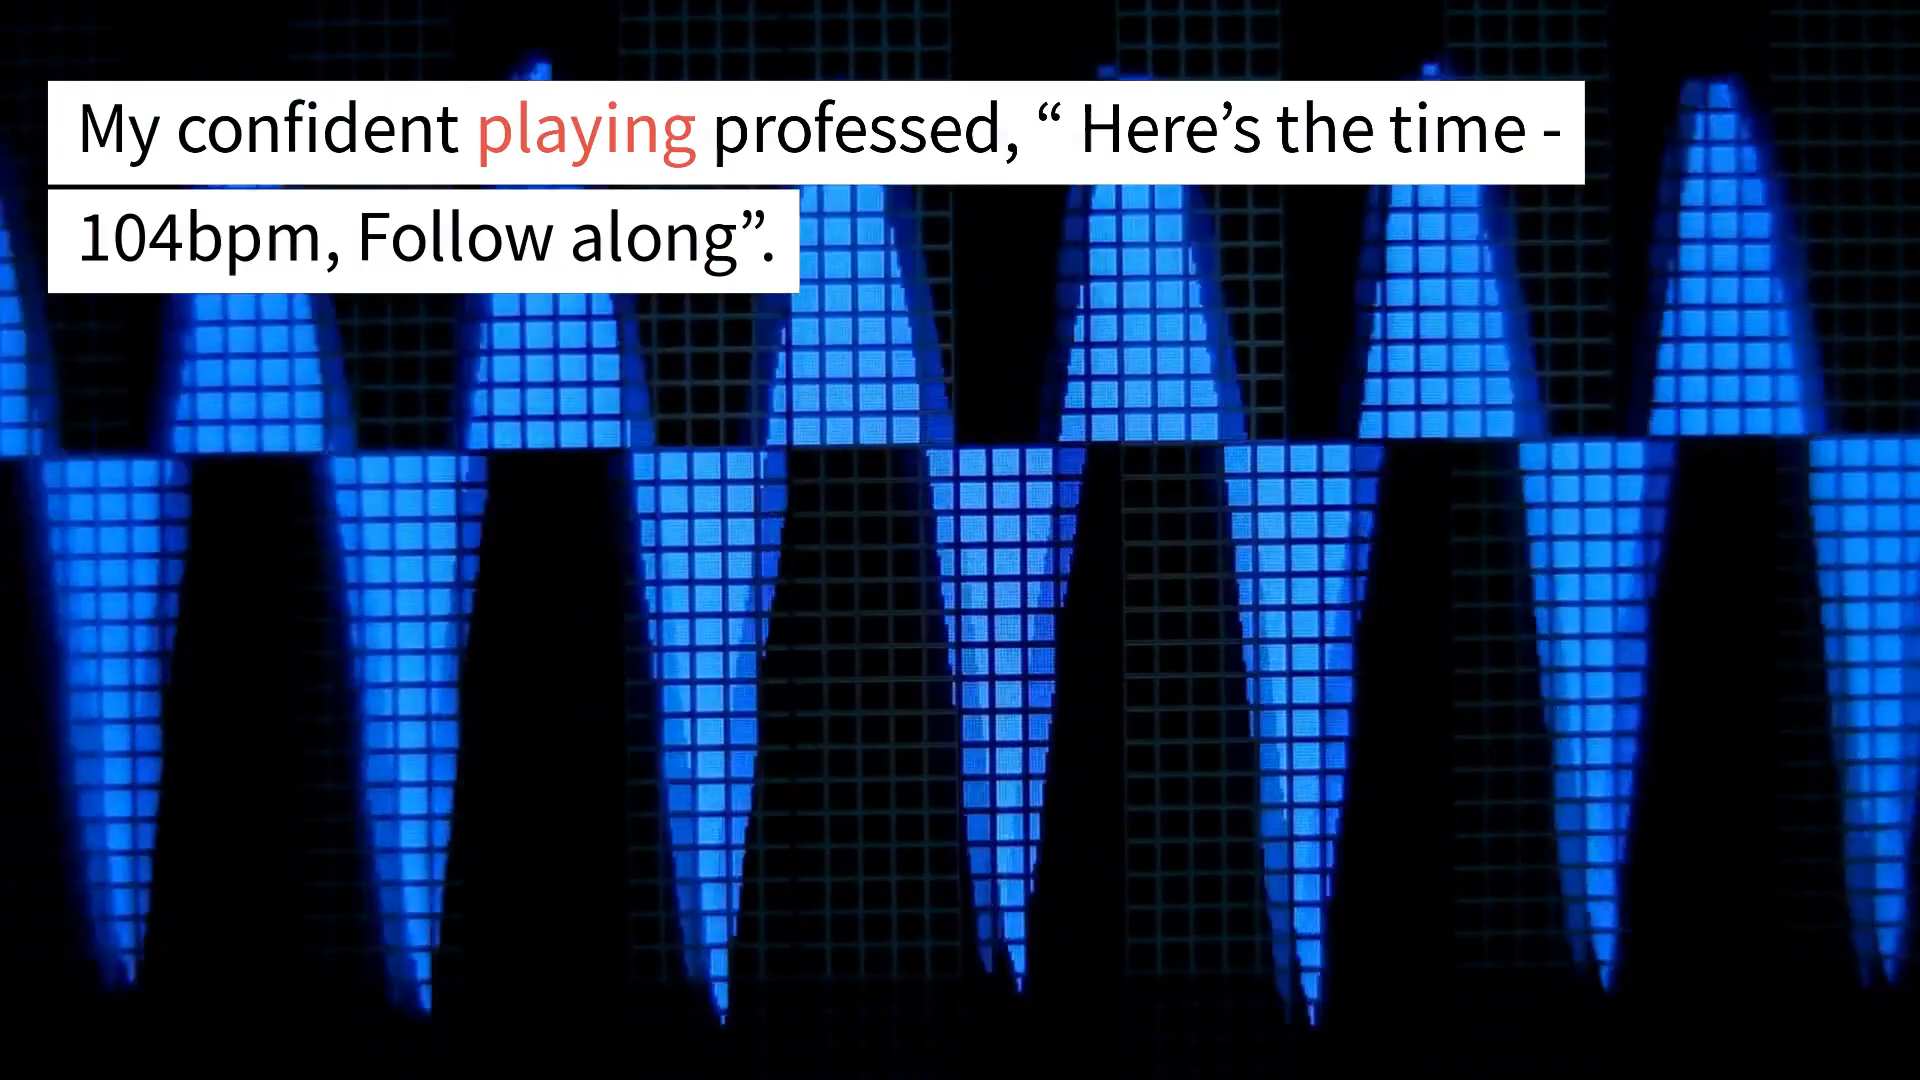 My confident playing professed, “ Here’s the time -
104bpm, Follow along”.